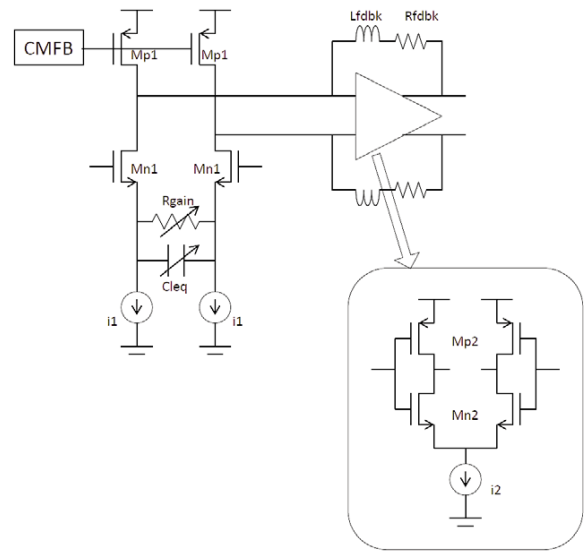 Lfdbk Rfdbk
CMFB
Mp1 Mp1
Mn1 Mn1
Rgain
Cleq
i1 i1
Mp2
Mn2
i2